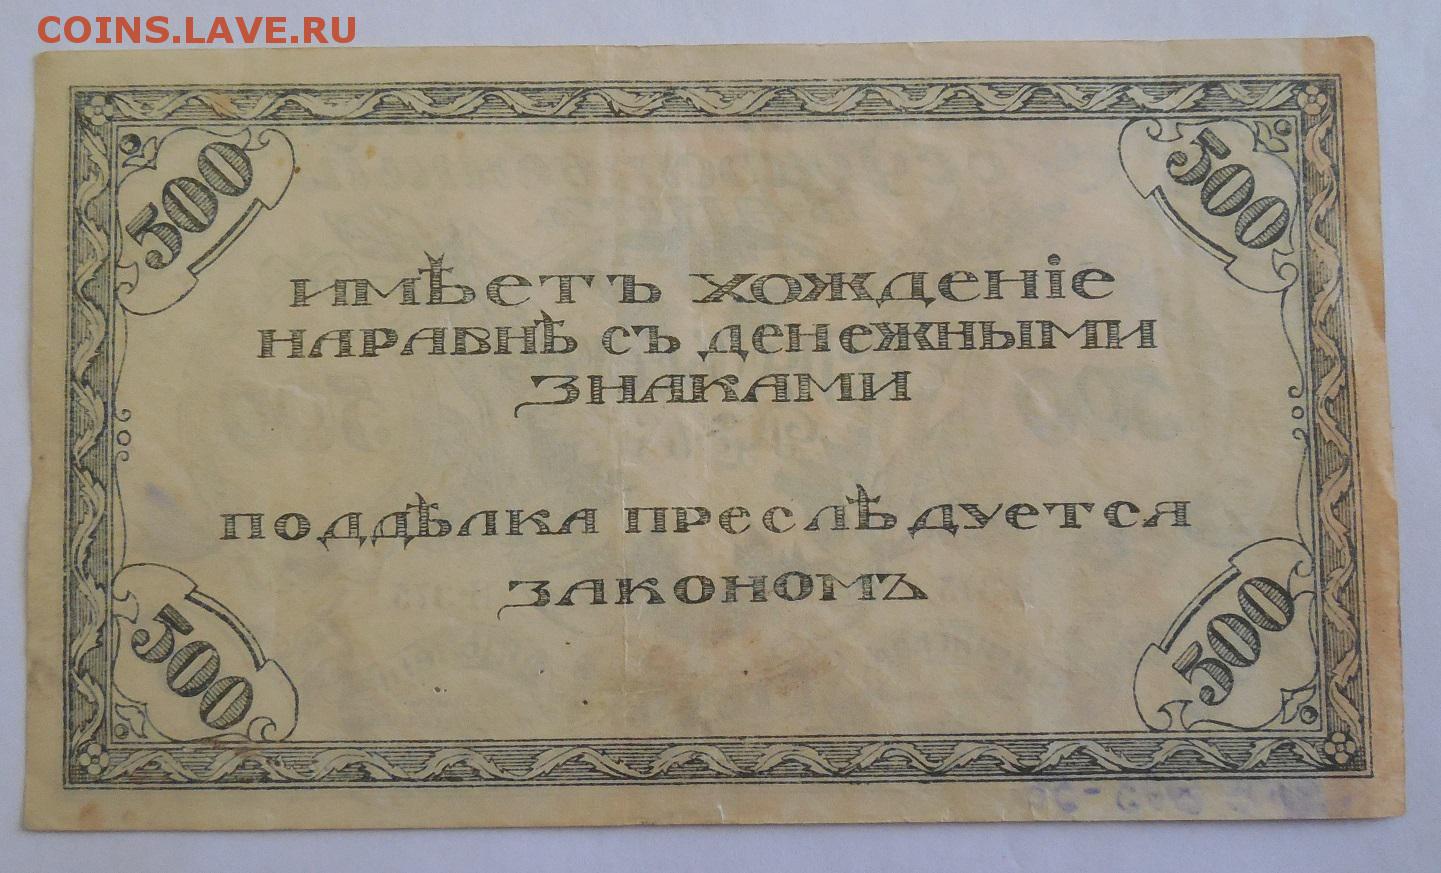 COINS.LAVE.RU
500
500
ИМѢЕТЪ ХОЖДЕНІЕ
НАРАВНѢ СЪ ДЕНЕЖНЫМИ
ЗНАКАМИ
ПОДДѢЛКА ПРЕСЛѢДУЕТСЯ
ЗАКОНОМЪ
500
500